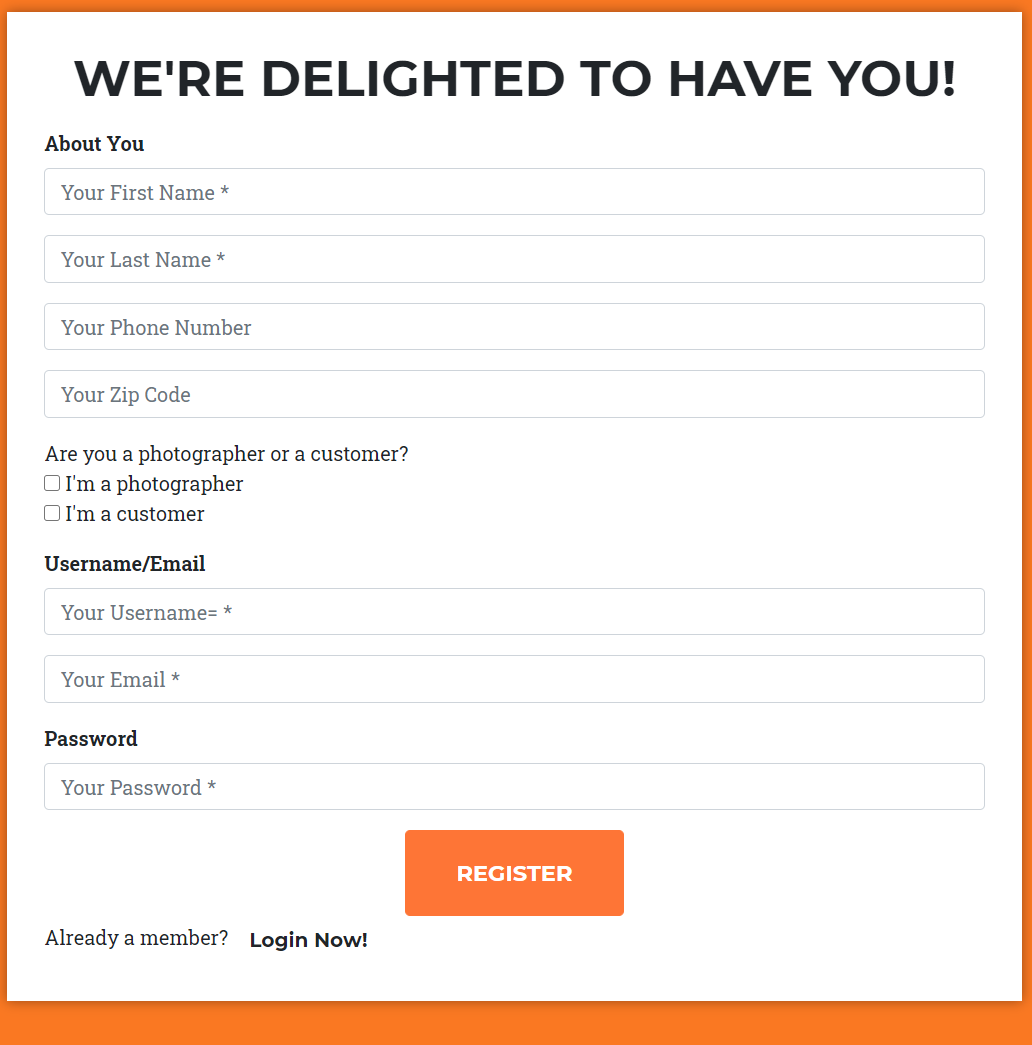 WE'RE DELIGHTED TO HAVE YOU!
About You
Your First Name *
Your Last Name *
Your Phone Number
Your Zip Code
Are you a photographer or a customer?
I'm a photographer
I'm a customer
Username/Email
Your Username= *
Your Email *
Password
Your Password *
REGISTER
Already a member? Login Now!